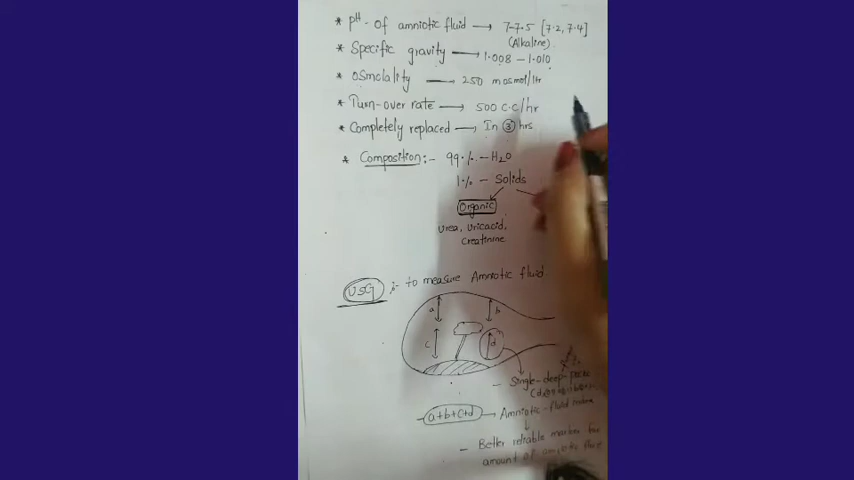 * pH - of amniotic fluid → 7-7.5 [7.2, 7.4]
(Alkaline)
* Specific gravity → 1.008 - 1.010
* osmolality — 250 mosmol/ltr
* Turn-over rate → 500 c.c/hr
* Completely replaced → In ③ hrs
* Composition:- 99.% - H2O
1% - Solids
Organic
urea, uricacid,
creatinine
USG :- to measure Amniotic fluid
a b
c d
- Single-deep-
a+b+c+d → Amniotic-fluid index
- Better reliable marker for
amount of amniotic fluid